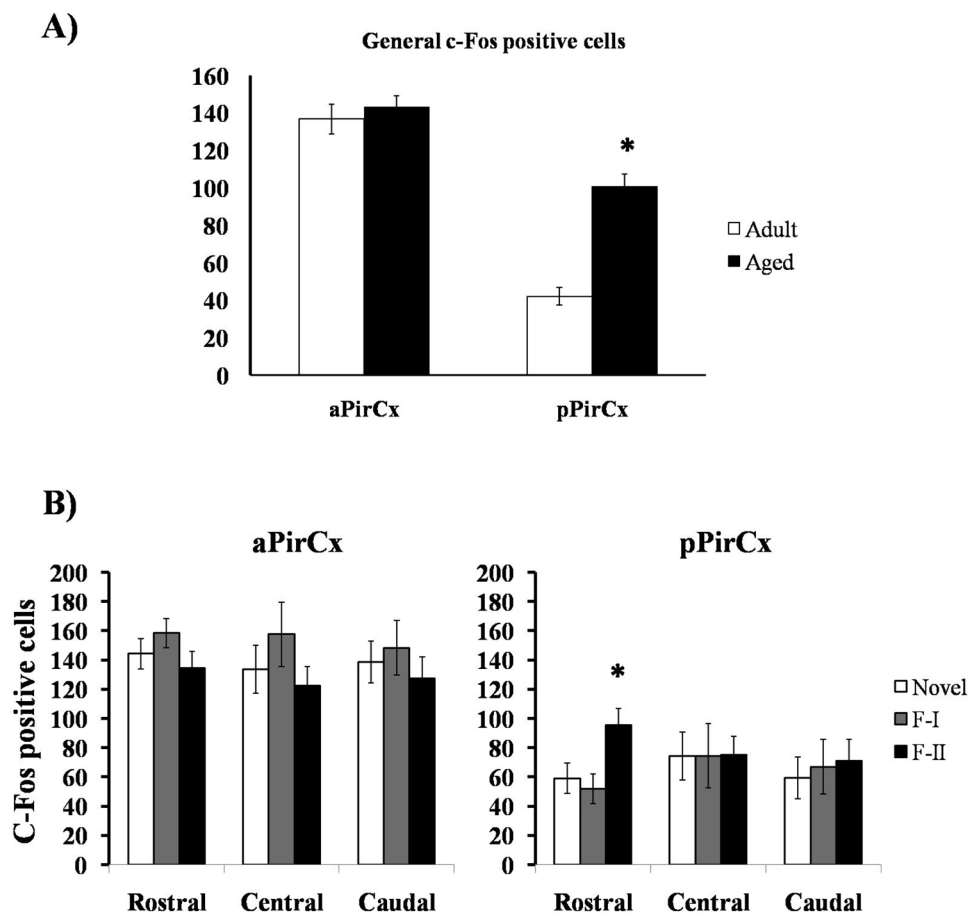 A)
General c-Fos positive cells
160
140
120
100
80
60
40
20
0
*
aPirCx pPirCx
Adult
Aged
B)
aPirCx pPirCx
C-Fos positive cells
200
180
160
140
120
100
80
60
40
20
0
Rostral Central Caudal
200
180
160
140
120
100
80
60
40
20
0
*
Rostral Central Caudal
Novel
F-I
F-II